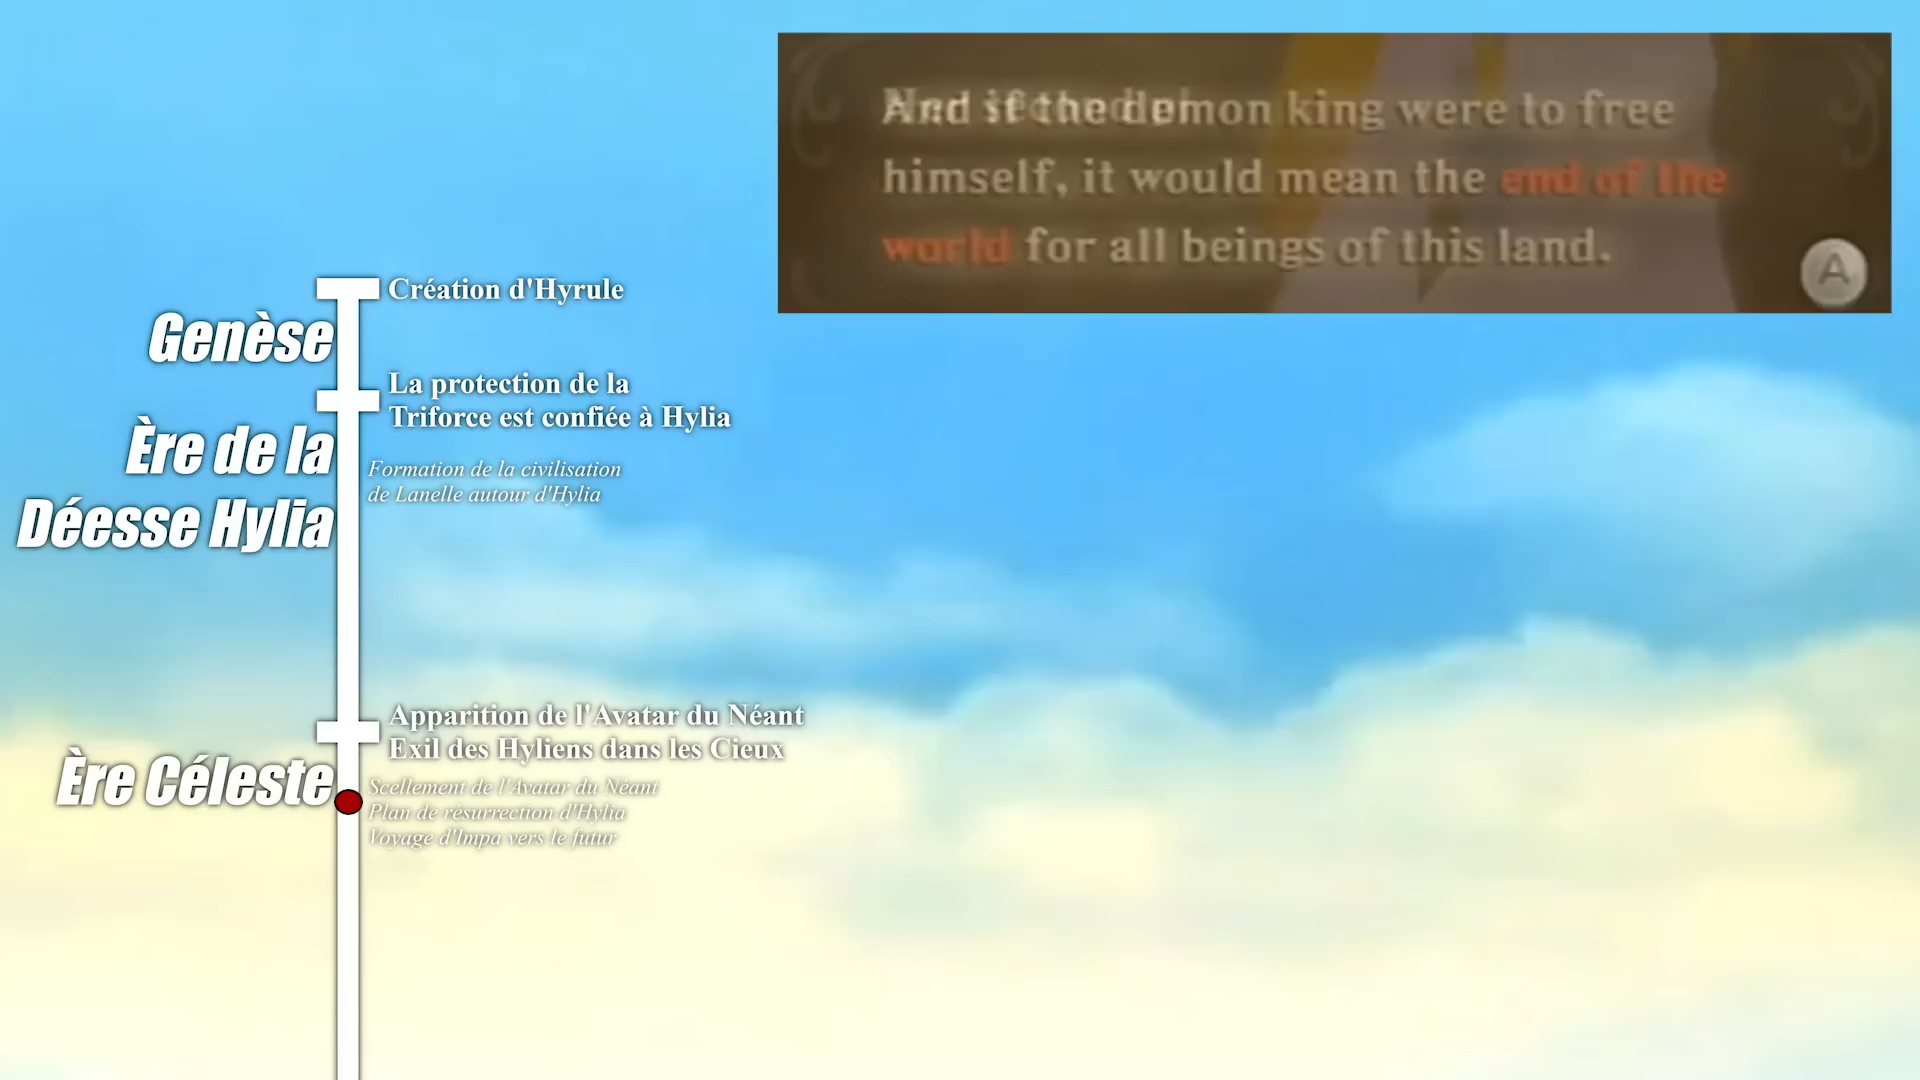 And if the demon king were to free
himself, it would mean the end of the
world for all beings of this land.
A
Création d'Hyrule
Genèse
La protection de la
Triforce est confiée à Hylia
Ère de la
Déesse Hylia
Formation de la civilisation
de Lanelle autour d'Hylia
Apparition de l'Avatar du Néant
Exil des Hyliens dans les Cieux
Ère Céleste
Scellement de l'Avatar du Néant
Plan de résurrection d'Hylia
Voyage d'Impa vers le futur